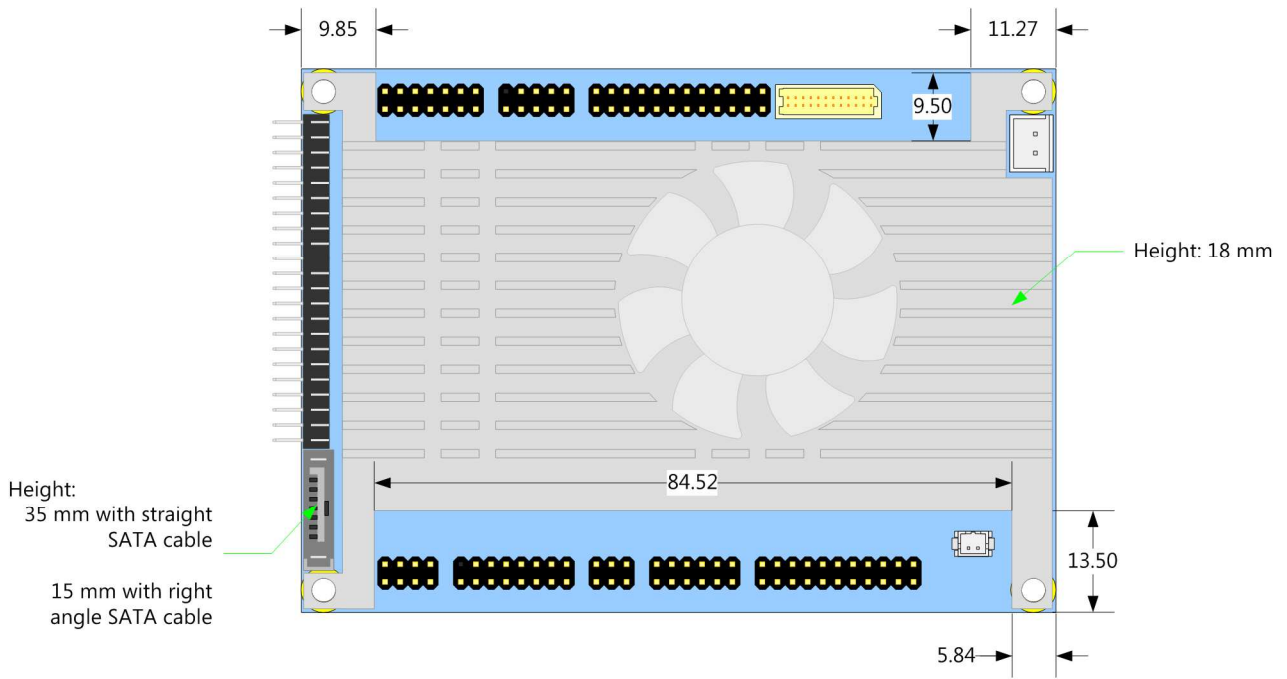 9.85
11.27
9.50
Height: 18 mm
84.52
Height:
35 mm with straight
SATA cable
15 mm with right
angle SATA cable
13.50
5.84